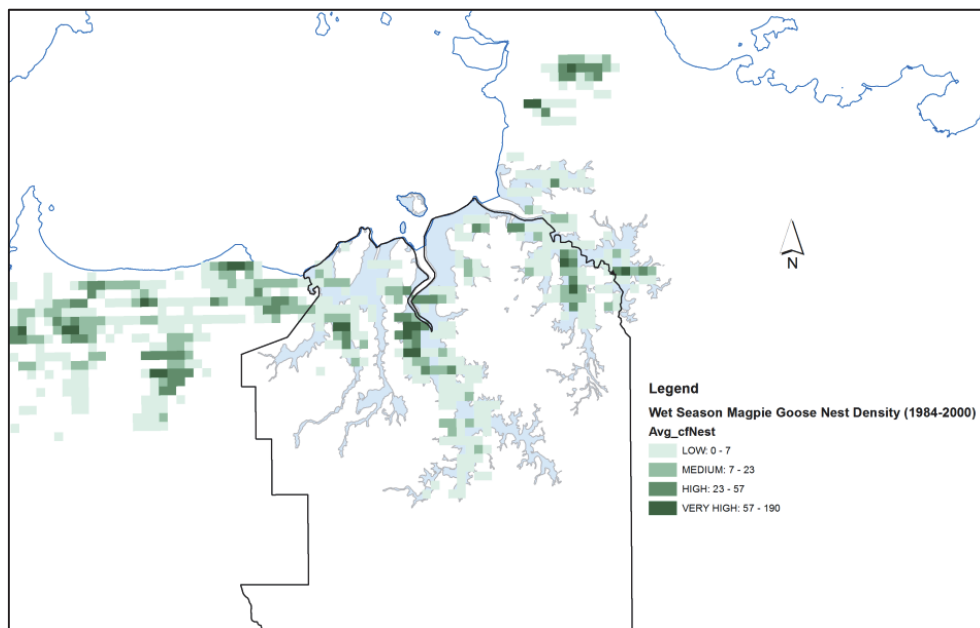 N
Legend
Wet Season Magpie Goose Nest Density (1984-2000)
Avg_cfNest
LOW: 0 - 7
MEDIUM: 7 - 23
HIGH: 23 - 57
VERY HIGH: 57 - 190